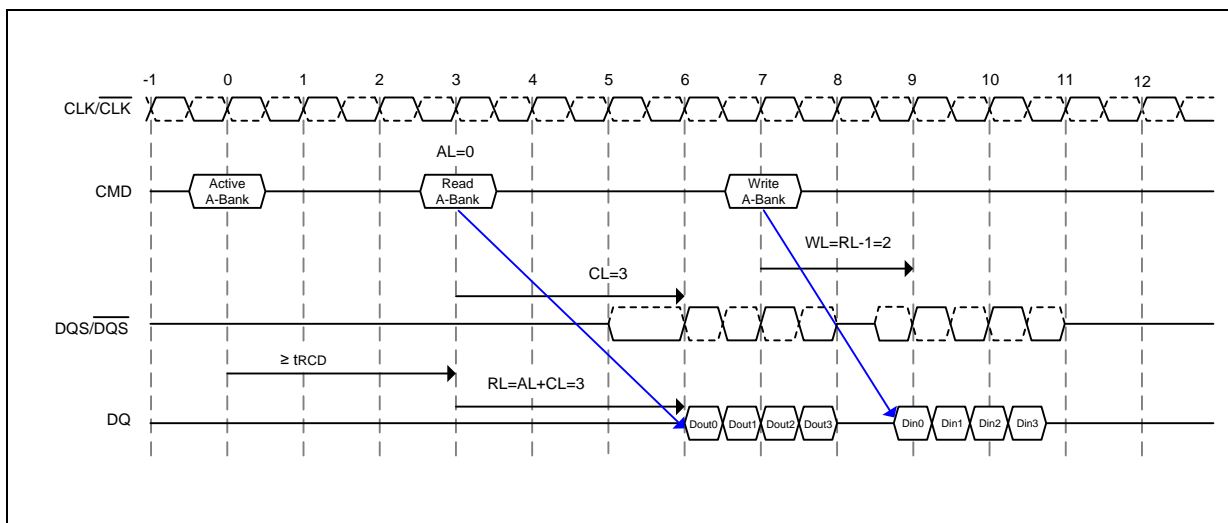 -1 0 1 2 3 4 5 6 7 8 9 10 11 12
CLK/CLK
AL=0
CMD
Active
A-Bank
Read
A-Bank
Write
A-Bank
WL=RL-1=2
CL=3
DQS/DQS
≥ tRCD
RL=AL+CL=3
DQ
Dout0 Dout1 Dout2 Dout3 Din0 Din1 Din2 Din3